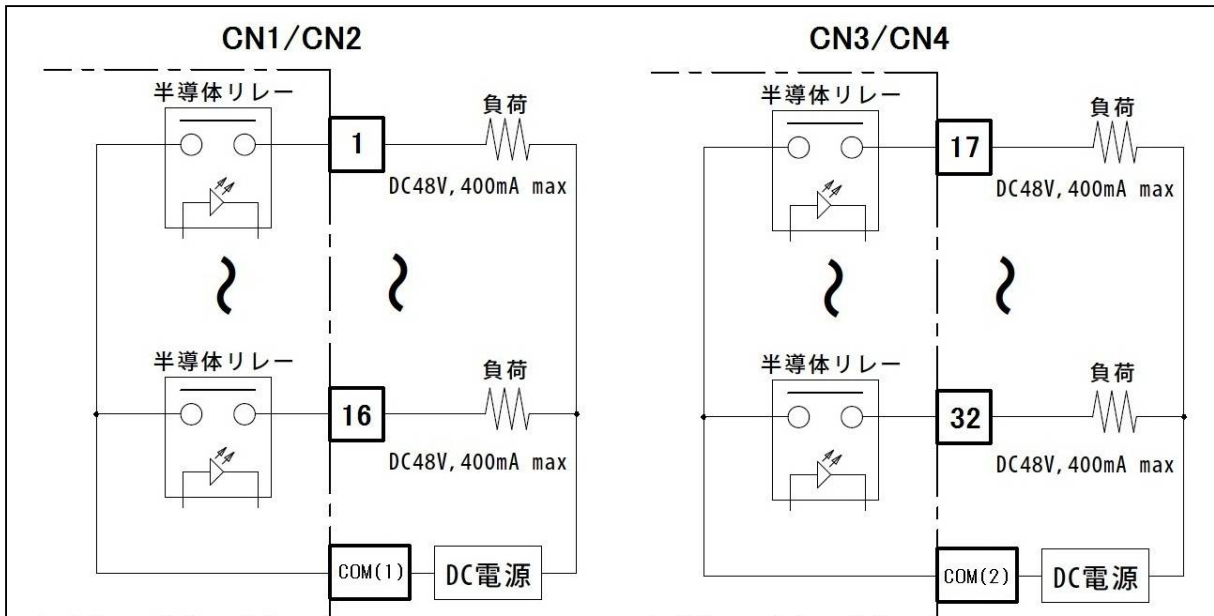 CN1/CN2
半導体リレー
1
負荷
DC48V,400mA max
半導体リレー
16
負荷
DC48V,400mA max
COM(1)
DC電源
CN3/CN4
半導体リレー
17
負荷
DC48V,400mA max
半導体リレー
32
負荷
DC48V,400mA max
COM(2)
DC電源